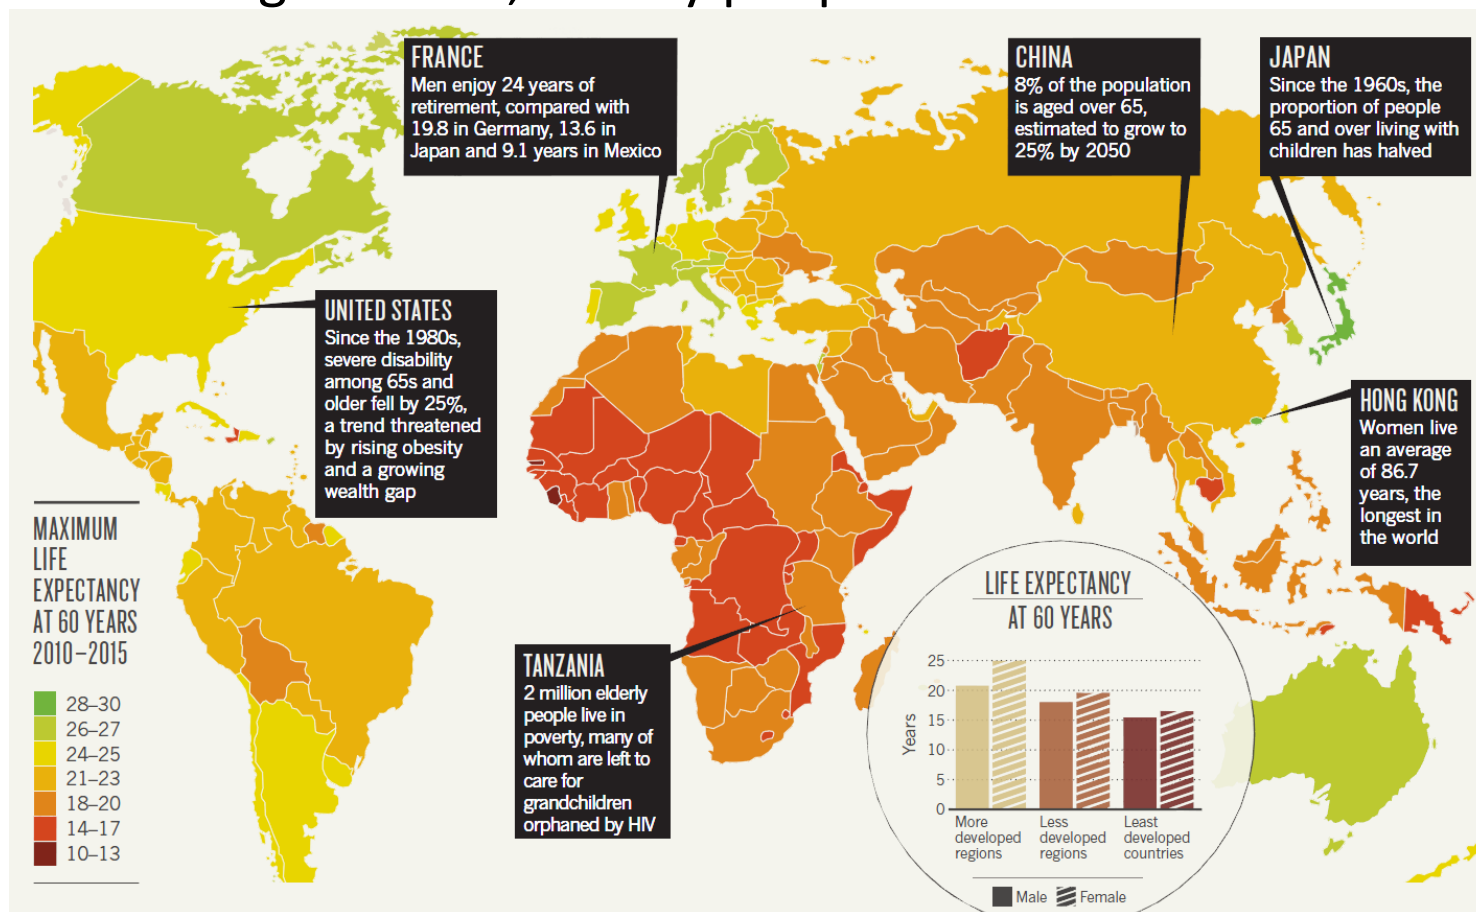 FRANCE
Men enjoy 24 years of
retirement, compared with
19.8 in Germany, 13.6 in
Japan and 9.1 years in Mexico
CHINA
8% of the population
is aged over 65,
estimated to grow to
25% by 2050
JAPAN
Since the 1960s, the
proportion of people
65 and over living with
children has halved
UNITED STATES
Since the 1980s,
severe disability
among 65s and
older fell by 25%,
a trend threatened
by rising obesity
and a growing
wealth gap
HONG KONG
Women live
an average
of 86.7
years, the
longest in
the world
MAXIMUM
LIFE
EXPECTANCY
AT 60 YEARS
2010–2015
28–30
26–27
24–25
21–23
18–20
14–17
10–13
TANZANIA
2 million elderly
people live in
poverty, many of
whom are left to
care for
grandchildren
orphaned by HIV
LIFE EXPECTANCY
AT 60 YEARS
Years
25
20
15
10
5
0
More
developed
regions
Less
developed
regions
Least
developed
countries
Male
Female